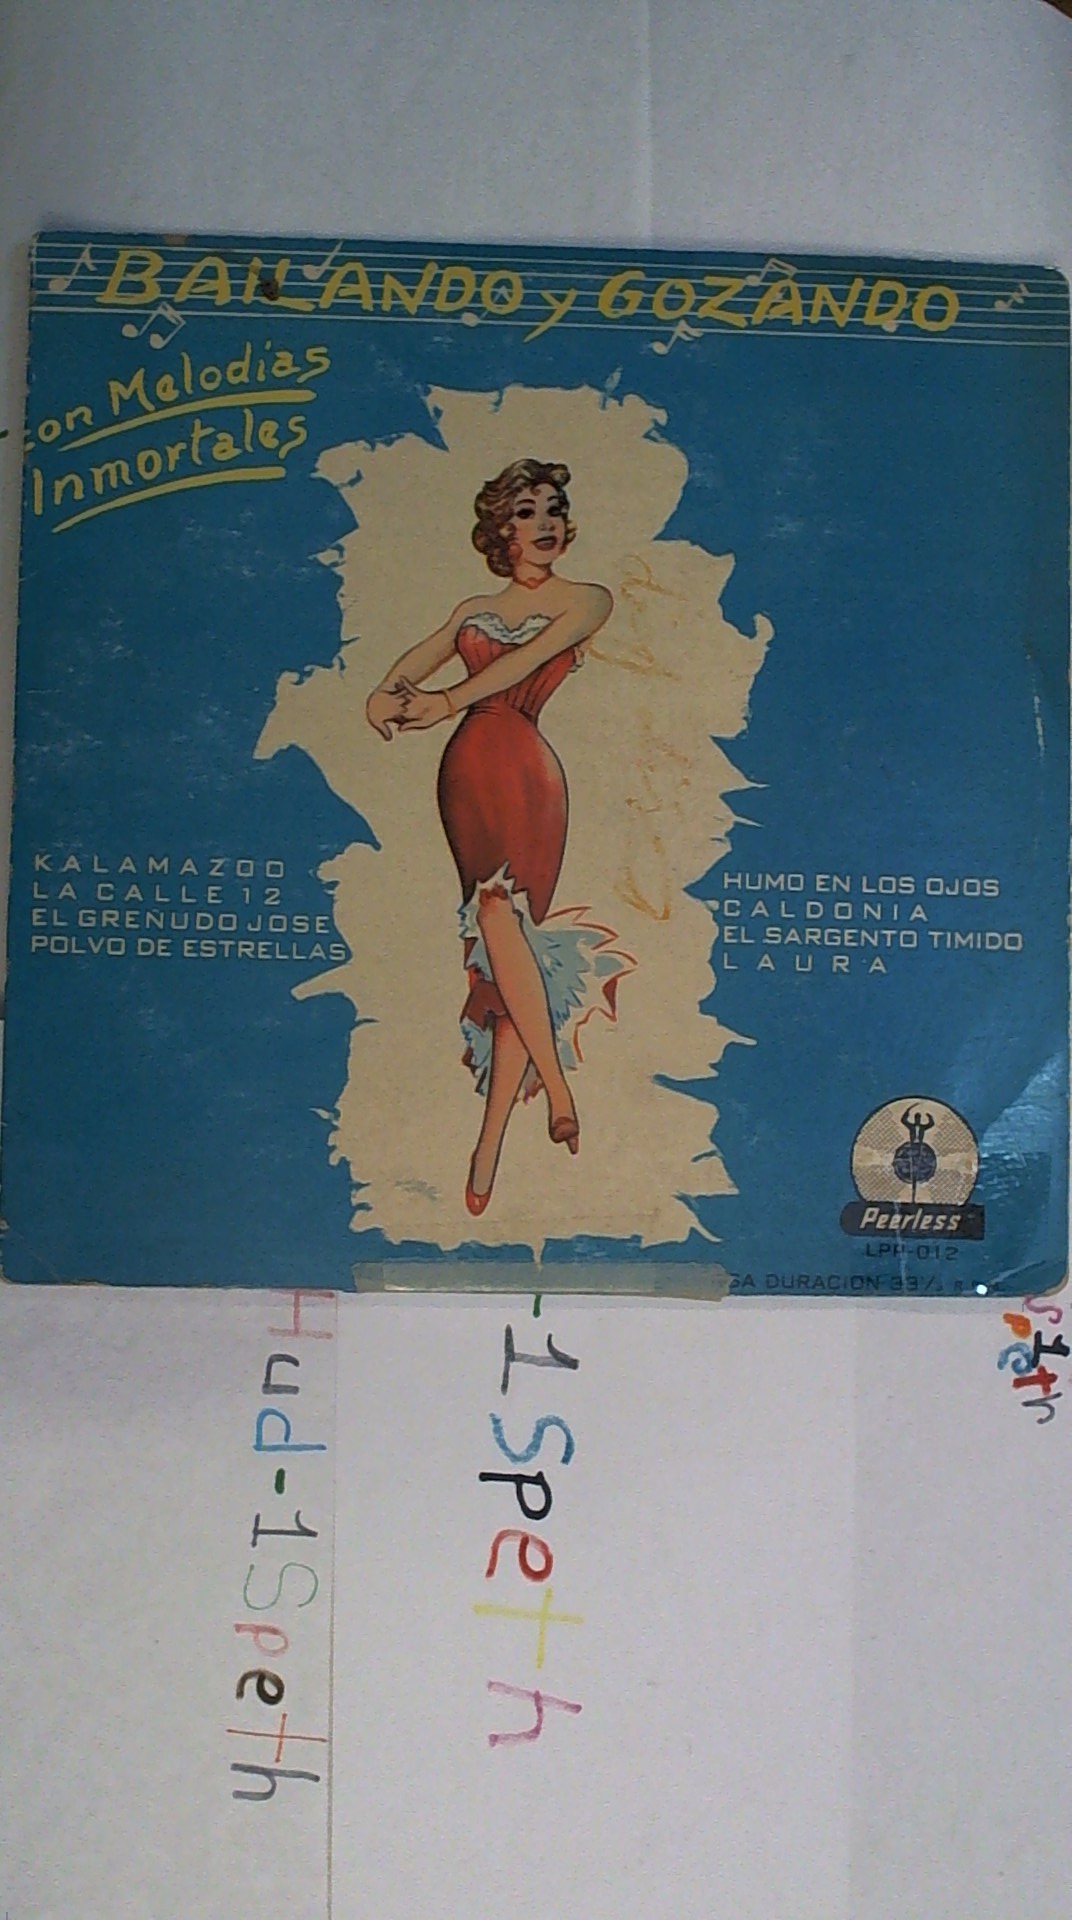 BAILANDO y GOZANDO
con Melodias
Inmortales
KALAMAZOO
LA CALLE 12
EL GREÑUDO JOSE
POLVO DE ESTRELLAS
HUMO EN LOS OJOS
CALDONIA
EL SARGENTO TIMIDO
LAURA
Peerless
LPP-012
GA DURACION 33⅓ R.P.M.
Hud-1Speth
-1Speth